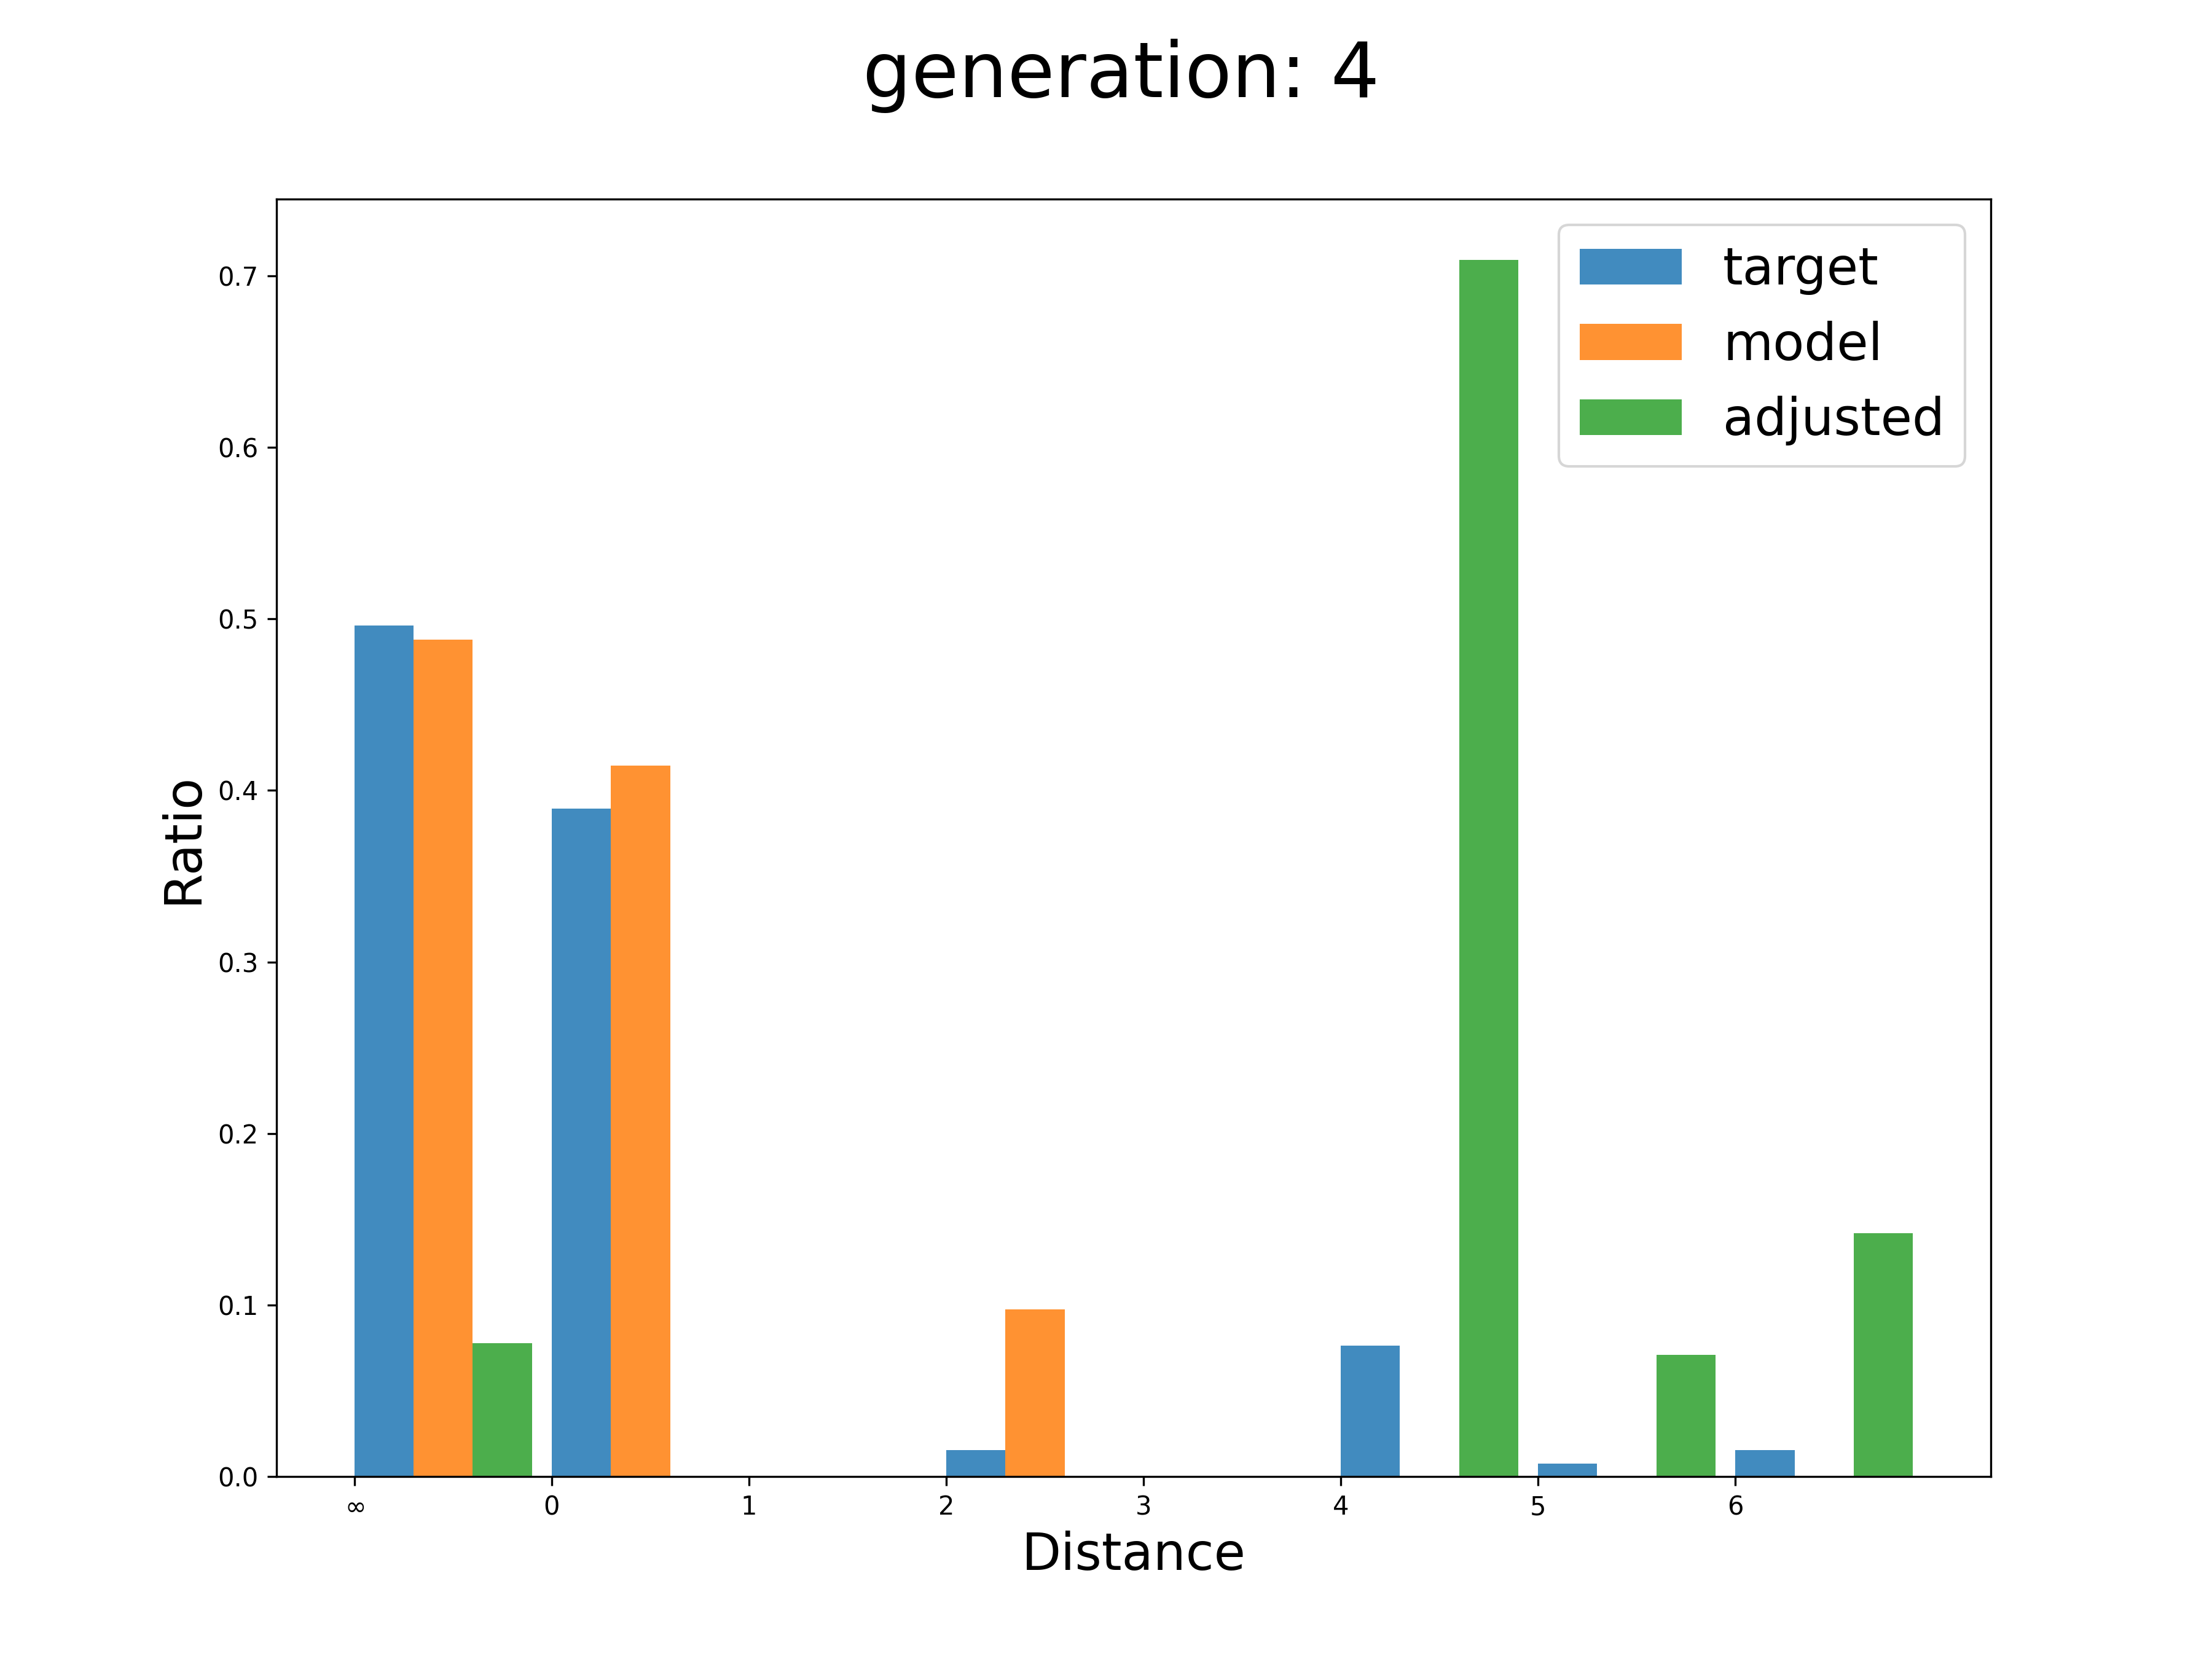 generation: 4
target
model
adjusted
Ratio
0.7
0.6
0.5
0.4
0.3
0.2
0.1
0.0
∞ 0 1 2 3 4 5 6
Distance